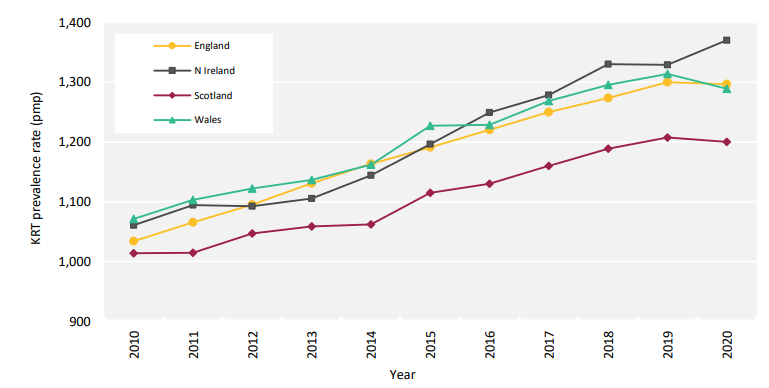 1,400
1,300
1,200
1,100
1,000
900
KRT prevalence rate (pmp)
England
N Ireland
Scotland
Wales
2010
2011
2012
2013
2014
2015
2016
2017
2018
2019
2020
Year